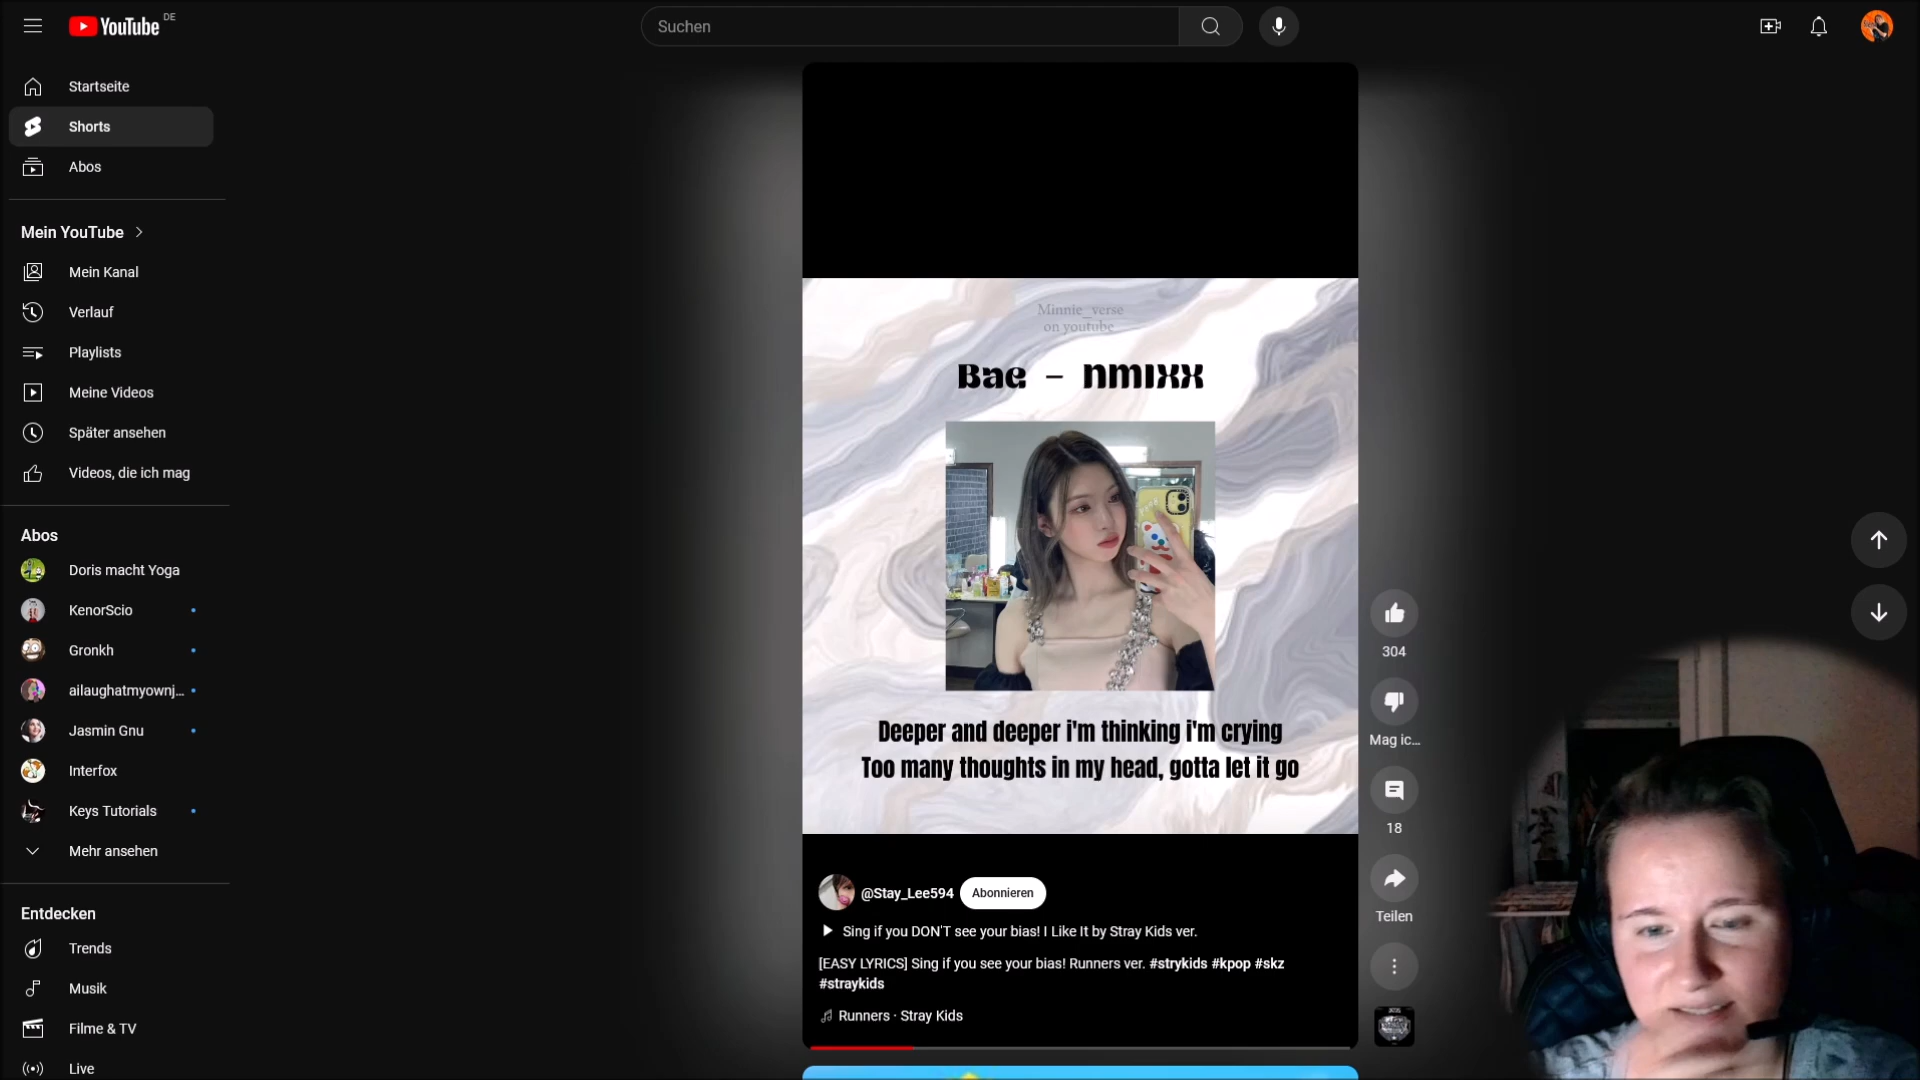 YouTube DE
Suchen
Startseite
Shorts
Abos
Mein YouTube
Mein Kanal
Verlauf
Playlists
Meine Videos
Später ansehen
Videos, die ich mag
Abos
Doris macht Yoga
KenorScio
Gronkh
ailaughatmyownj...
Jasmin Gnu
Interfox
Keys Tutorials
Mehr ansehen
Entdecken
Trends
Musik
Filme & TV
Live
Minnie_verse
on youtube
Bae - NMIXX
Deeper and deeper i'm thinking i'm crying
Too many thoughts in my head, gotta let it go
304
Mag ic...
18
Teilen
@Stay_Lee594 Abonnieren
Sing if you DON'T see your bias! I Like It by Stray Kids ver.
[EASY LYRICS] Sing if you see your bias! Runners ver. #strykids #kpop #skz
#straykids
Runners · Stray Kids